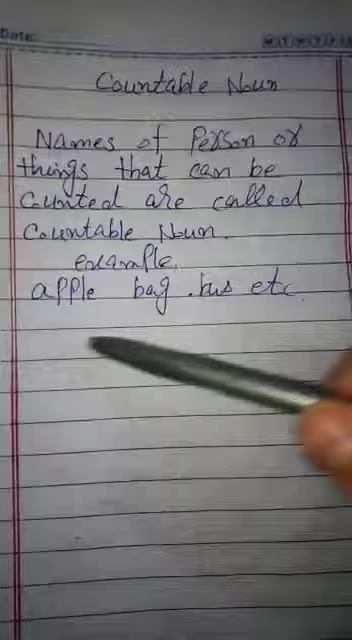 Date:
Countable Noun
Names of Person or
things that can be
Counted are called
Countable Noun.
example.
apple bag . bus etc.